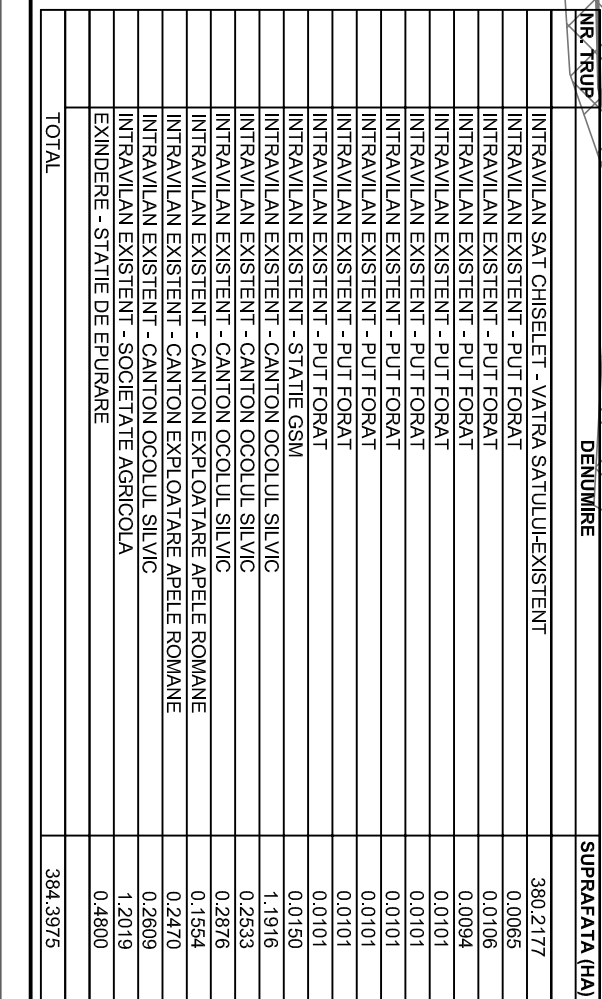 NR. TRUP DENUMIRE SUPRAFATA (HA)
INTRAVILAN SAT CHISELET - VATRA SATULUI-EXISTENT 380.2177
INTRAVILAN EXISTENT - PUT FORAT 0.0065
INTRAVILAN EXISTENT - PUT FORAT 0.0106
INTRAVILAN EXISTENT - PUT FORAT 0.0094
INTRAVILAN EXISTENT - PUT FORAT 0.0101
INTRAVILAN EXISTENT - PUT FORAT 0.0101
INTRAVILAN EXISTENT - PUT FORAT 0.0101
INTRAVILAN EXISTENT - PUT FORAT 0.0101
INTRAVILAN EXISTENT - PUT FORAT 0.0101
INTRAVILAN EXISTENT - PUT FORAT 0.0101
INTRAVILAN EXISTENT - STATIE GSM 0.0150
INTRAVILAN EXISTENT - CANTON OCOLUL SILVIC 1.1916
INTRAVILAN EXISTENT - CANTON OCOLUL SILVIC 0.2533
INTRAVILAN EXISTENT - CANTON OCOLUL SILVIC 0.2876
INTRAVILAN EXISTENT - CANTON EXPLOATARE APELE ROMANE 0.1554
INTRAVILAN EXISTENT - CANTON EXPLOATARE APELE ROMANE 0.2470
INTRAVILAN EXISTENT - CANTON OCOLUL SILVIC 0.2609
INTRAVILAN EXISTENT - SOCIETATE AGRICOLA 1.2019
EXINDERE - STATIE DE EPURARE 0.4800
TOTAL 384.3975